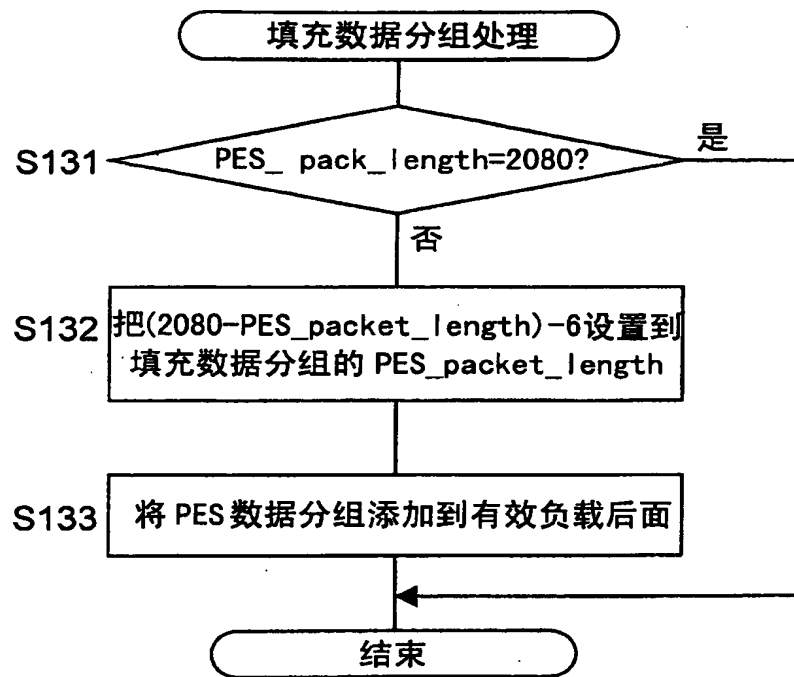 填充数据分组处理
S131
PES_ pack_length=2080?
是
否
S132
把(2080-PES_packet_length)-6设置到
填充数据分组的 PES_packet_length
S133
将 PES 数据分组添加到有效负载后面
结束